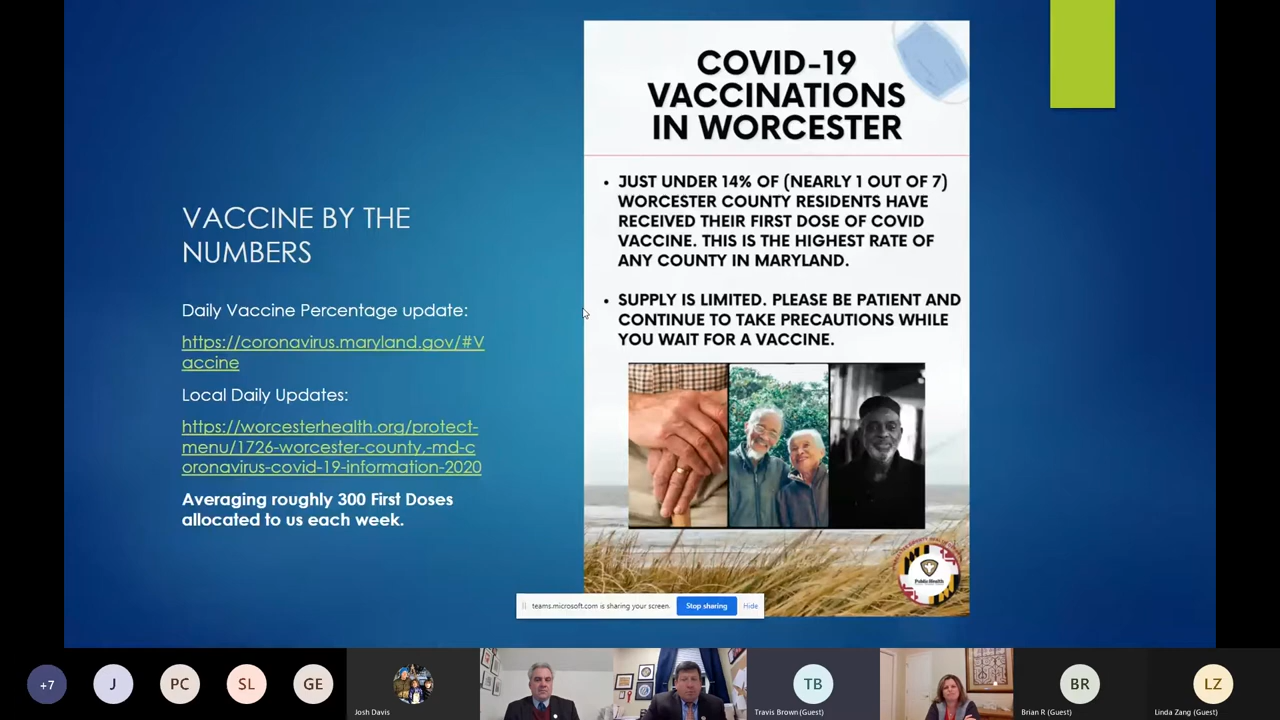 VACCINE BY THE
NUMBERS
Daily Vaccine Percentage update:
https://coronavirus.maryland.gov/#V
accine
Local Daily Updates:
https://worcesterhealth.org/protect-
menu/1726-worcester-county,-md-c
oronavirus-covid-19-information-2020
Averaging roughly 300 First Doses
allocated to us each week.
COVID-19
VACCINATIONS
IN WORCESTER
• JUST UNDER 14% OF (NEARLY 1 OUT OF 7)
WORCESTER COUNTY RESIDENTS HAVE
RECEIVED THEIR FIRST DOSE OF COVID
VACCINE. THIS IS THE HIGHEST RATE OF
ANY COUNTY IN MARYLAND.
• SUPPLY IS LIMITED. PLEASE BE PATIENT AND
CONTINUE TO TAKE PRECAUTIONS WHILE
YOU WAIT FOR A VACCINE.
Public Health
teams.microsoft.com is sharing your screen. Stop sharing Hide
+7 J PC SL GE TB BR LZ
Josh Davis Travis Brown (Guest) Brian R (Guest) Linda Zang (Guest)